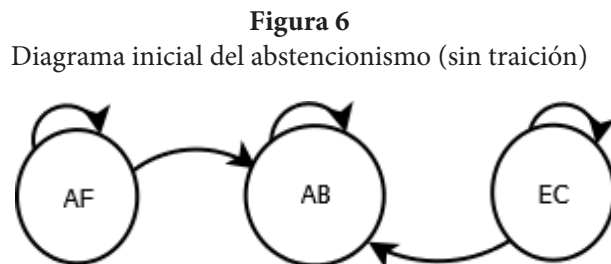 Figura 6
Diagrama inicial del abstencionismo (sin traición)
AF
AB
EC